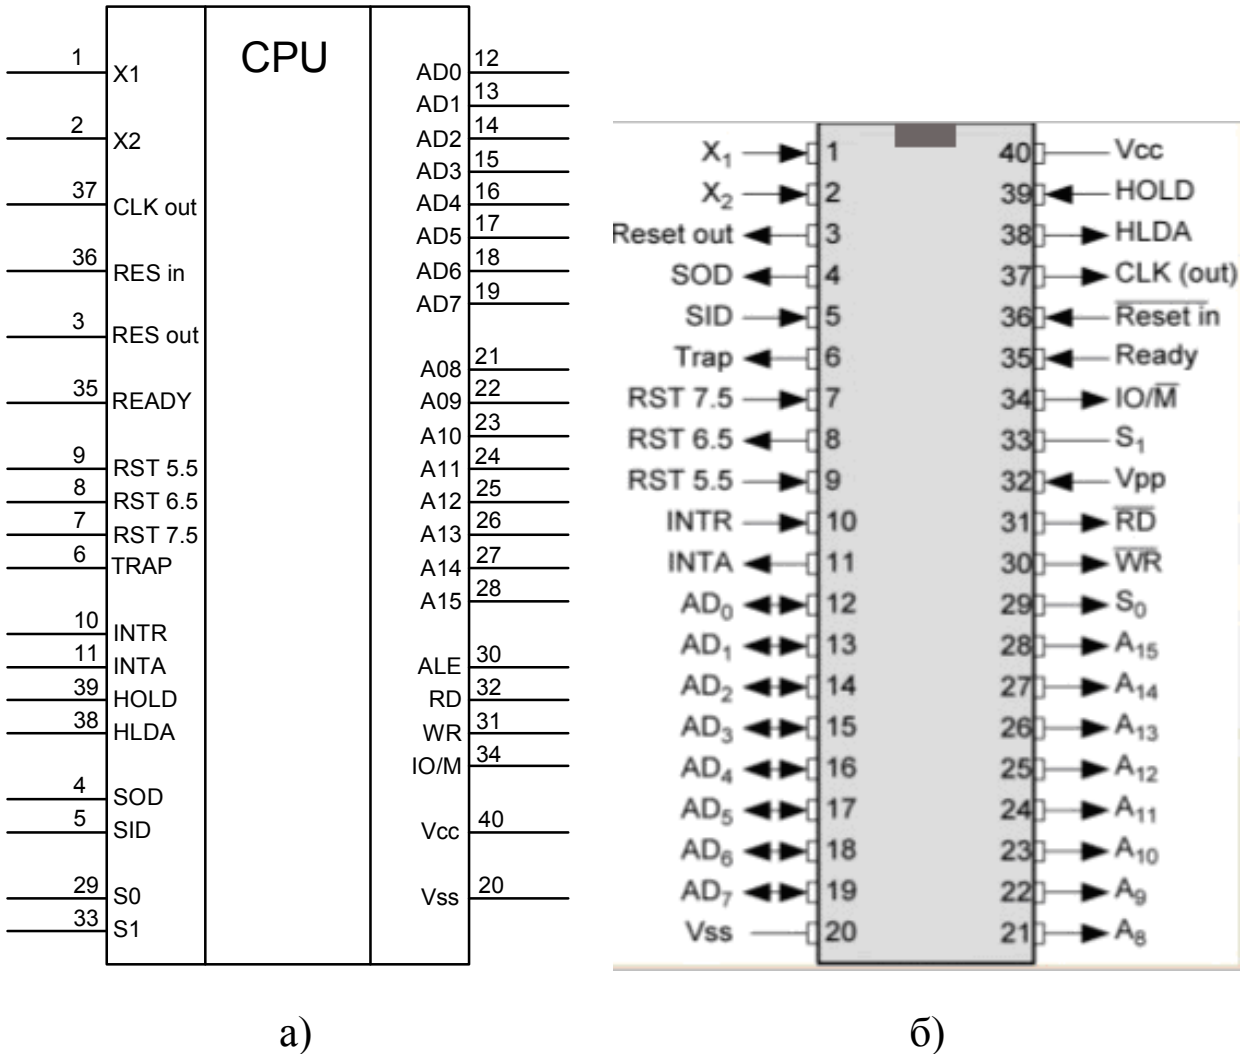 CPU
1 X1
2 X2
37 CLK out
36 RES in
3 RES out
35 READY
9 RST 5.5
8 RST 6.5
7 RST 7.5
6 TRAP
10 INTR
11 INTA
39 HOLD
38 HLDA
4 SOD
5 SID
29 S0
33 S1
AD0 12
AD1 13
AD2 14
AD3 15
AD4 16
AD5 17
AD6 18
AD7 19
A08 21
A09 22
A10 23
A11 24
A12 25
A13 26
A14 27
A15 28
ALE 30
RD 32
WR 31
IO/M 34
Vcc 40
Vss 20
а)
X₁ 1 40 Vcc
X₂ 2 39 HOLD
Reset out 3 38 HLDA
SOD 4 37 CLK (out)
SID 5 36 Reset in
Trap 6 35 Ready
RST 7.5 7 34 IO/M
RST 6.5 8 33 S₁
RST 5.5 9 32 Vpp
INTR 10 31 RD
INTA 11 30 WR
AD₀ 12 29 S₀
AD₁ 13 28 A₁₅
AD₂ 14 27 A₁₄
AD₃ 15 26 A₁₃
AD₄ 16 25 A₁₂
AD₅ 17 24 A₁₁
AD₆ 18 23 A₁₀
AD₇ 19 22 A₉
Vss 20 21 A₈
б)